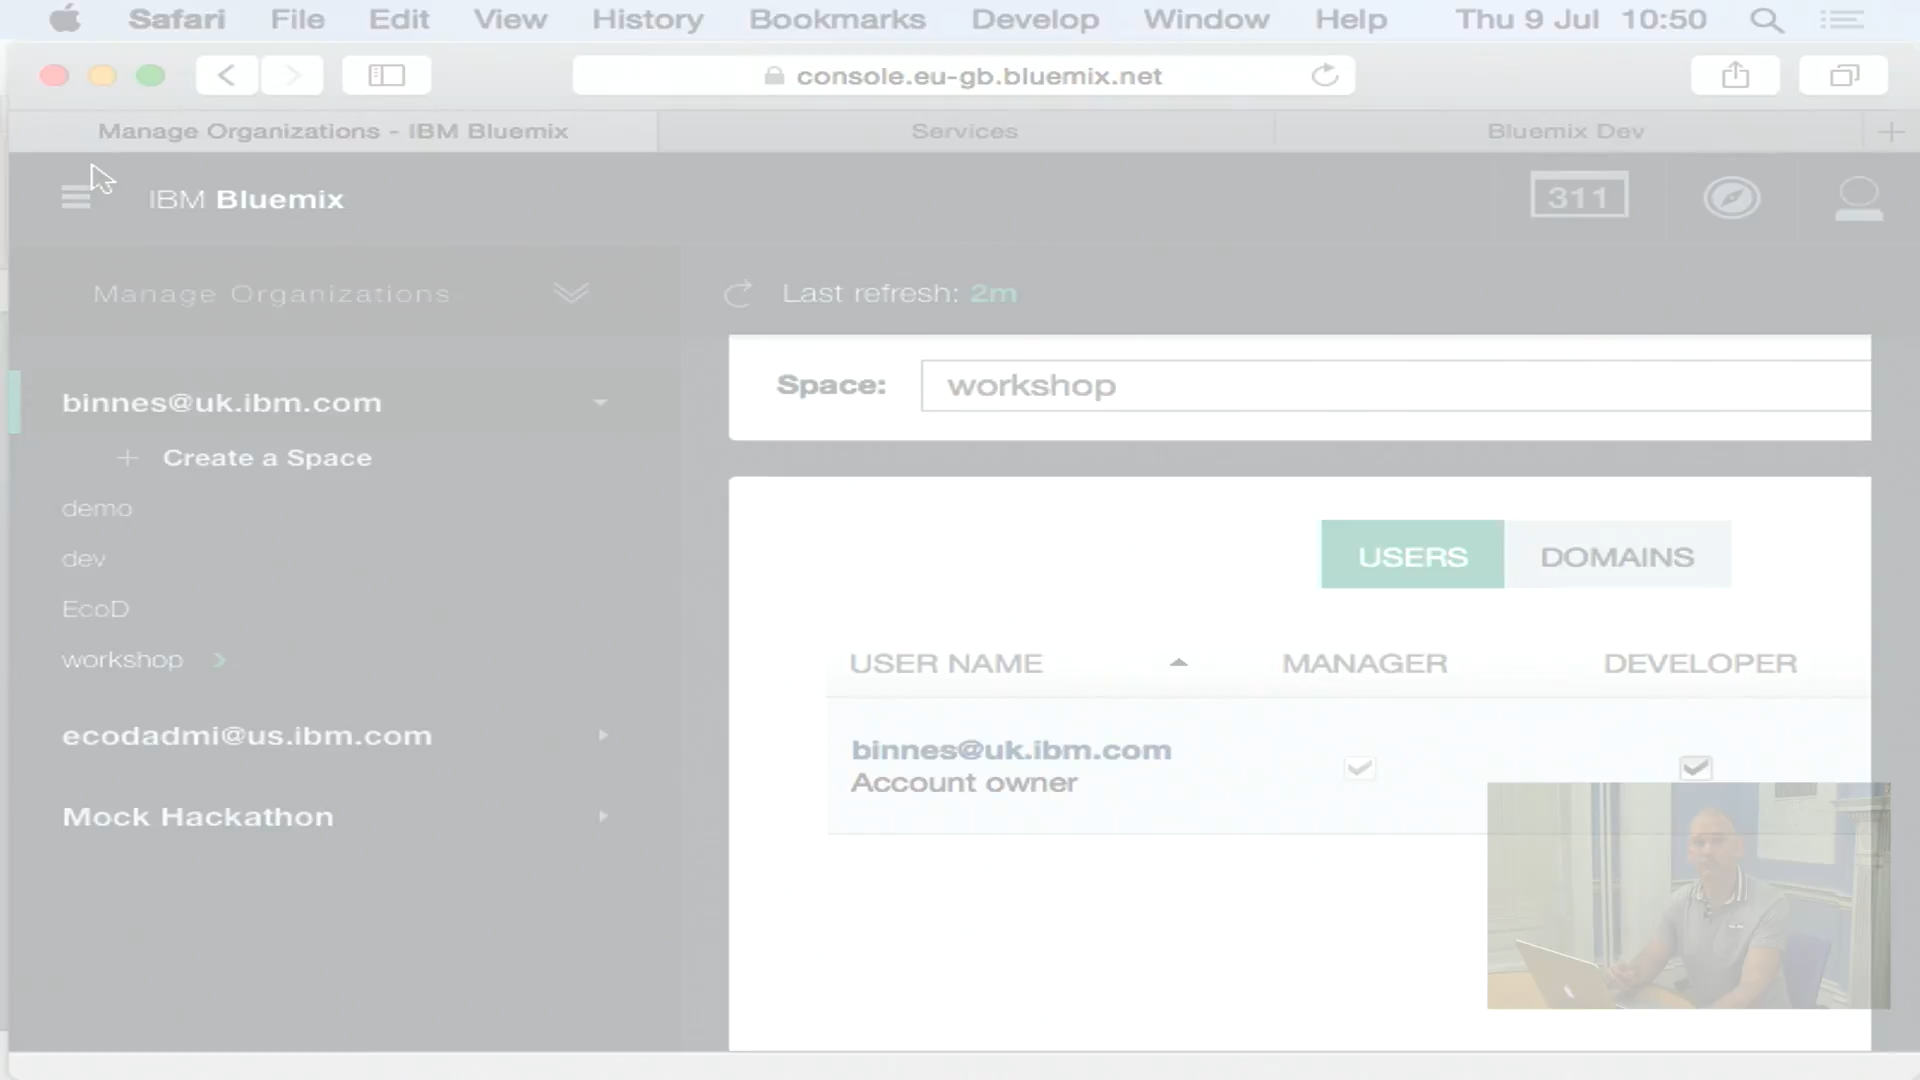 Safari File Edit View History Bookmarks Develop Window Help Thu 9 Jul 10:50
console.eu-gb.bluemix.net
Manage Organizations - IBM Bluemix Services Bluemix Dev
IBM Bluemix 311
Manage Organizations
Last refresh: 2m
Space: workshop
binnes@uk.ibm.com
Create a Space
demo
dev
EcoD
workshop
ecodadmi@us.ibm.com
Mock Hackathon
USERS DOMAINS
USER NAME MANAGER DEVELOPER
binnes@uk.ibm.com
Account owner